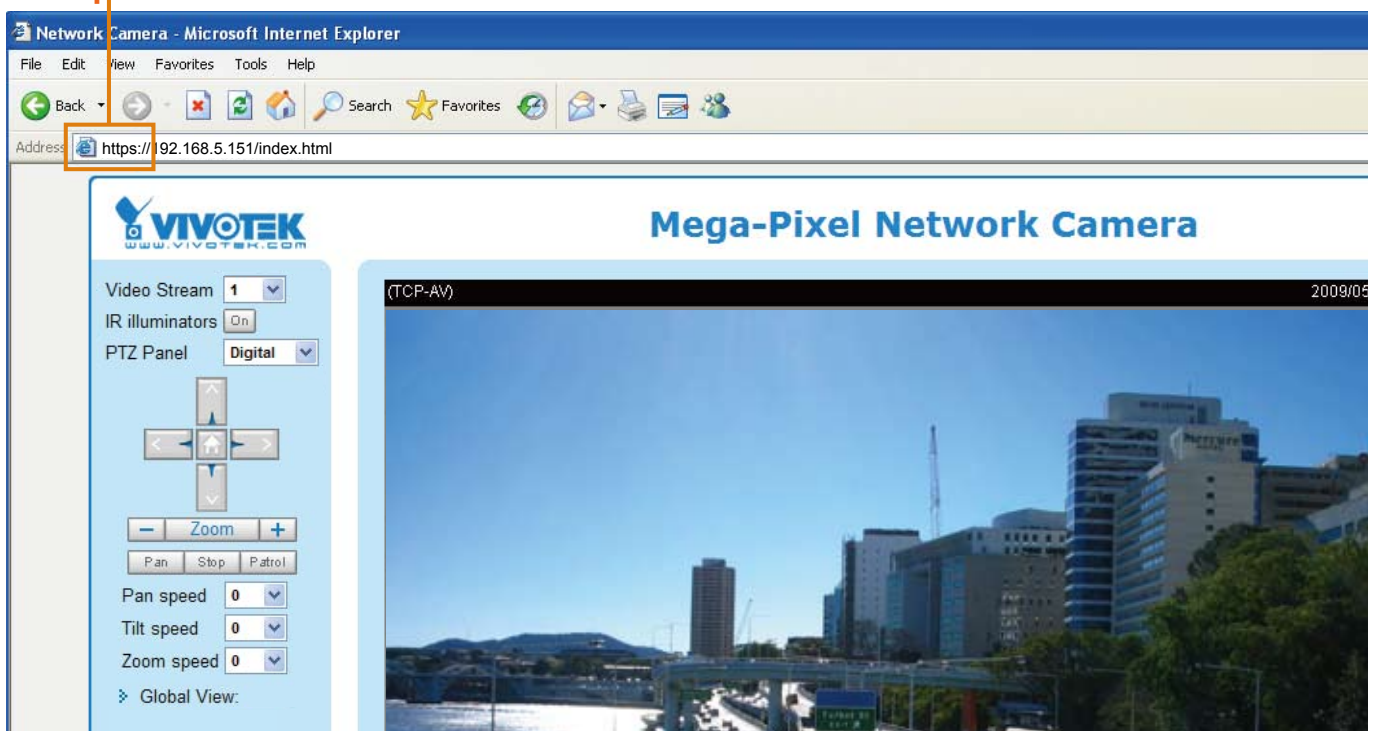 Network Camera - Microsoft Internet Explorer
File Edit View Favorites Tools Help
Back Search Favorites
Address https://192.168.5.151/index.html
VIVOTEK
www.vivotek.com
Mega-Pixel Network Camera
Video Stream 1
IR illuminators On
PTZ Panel Digital
Zoom
Pan Stop Patrol
Pan speed 0
Tilt speed 0
Zoom speed 0
Global View:
(TCP-AV) 2009/05
mercure